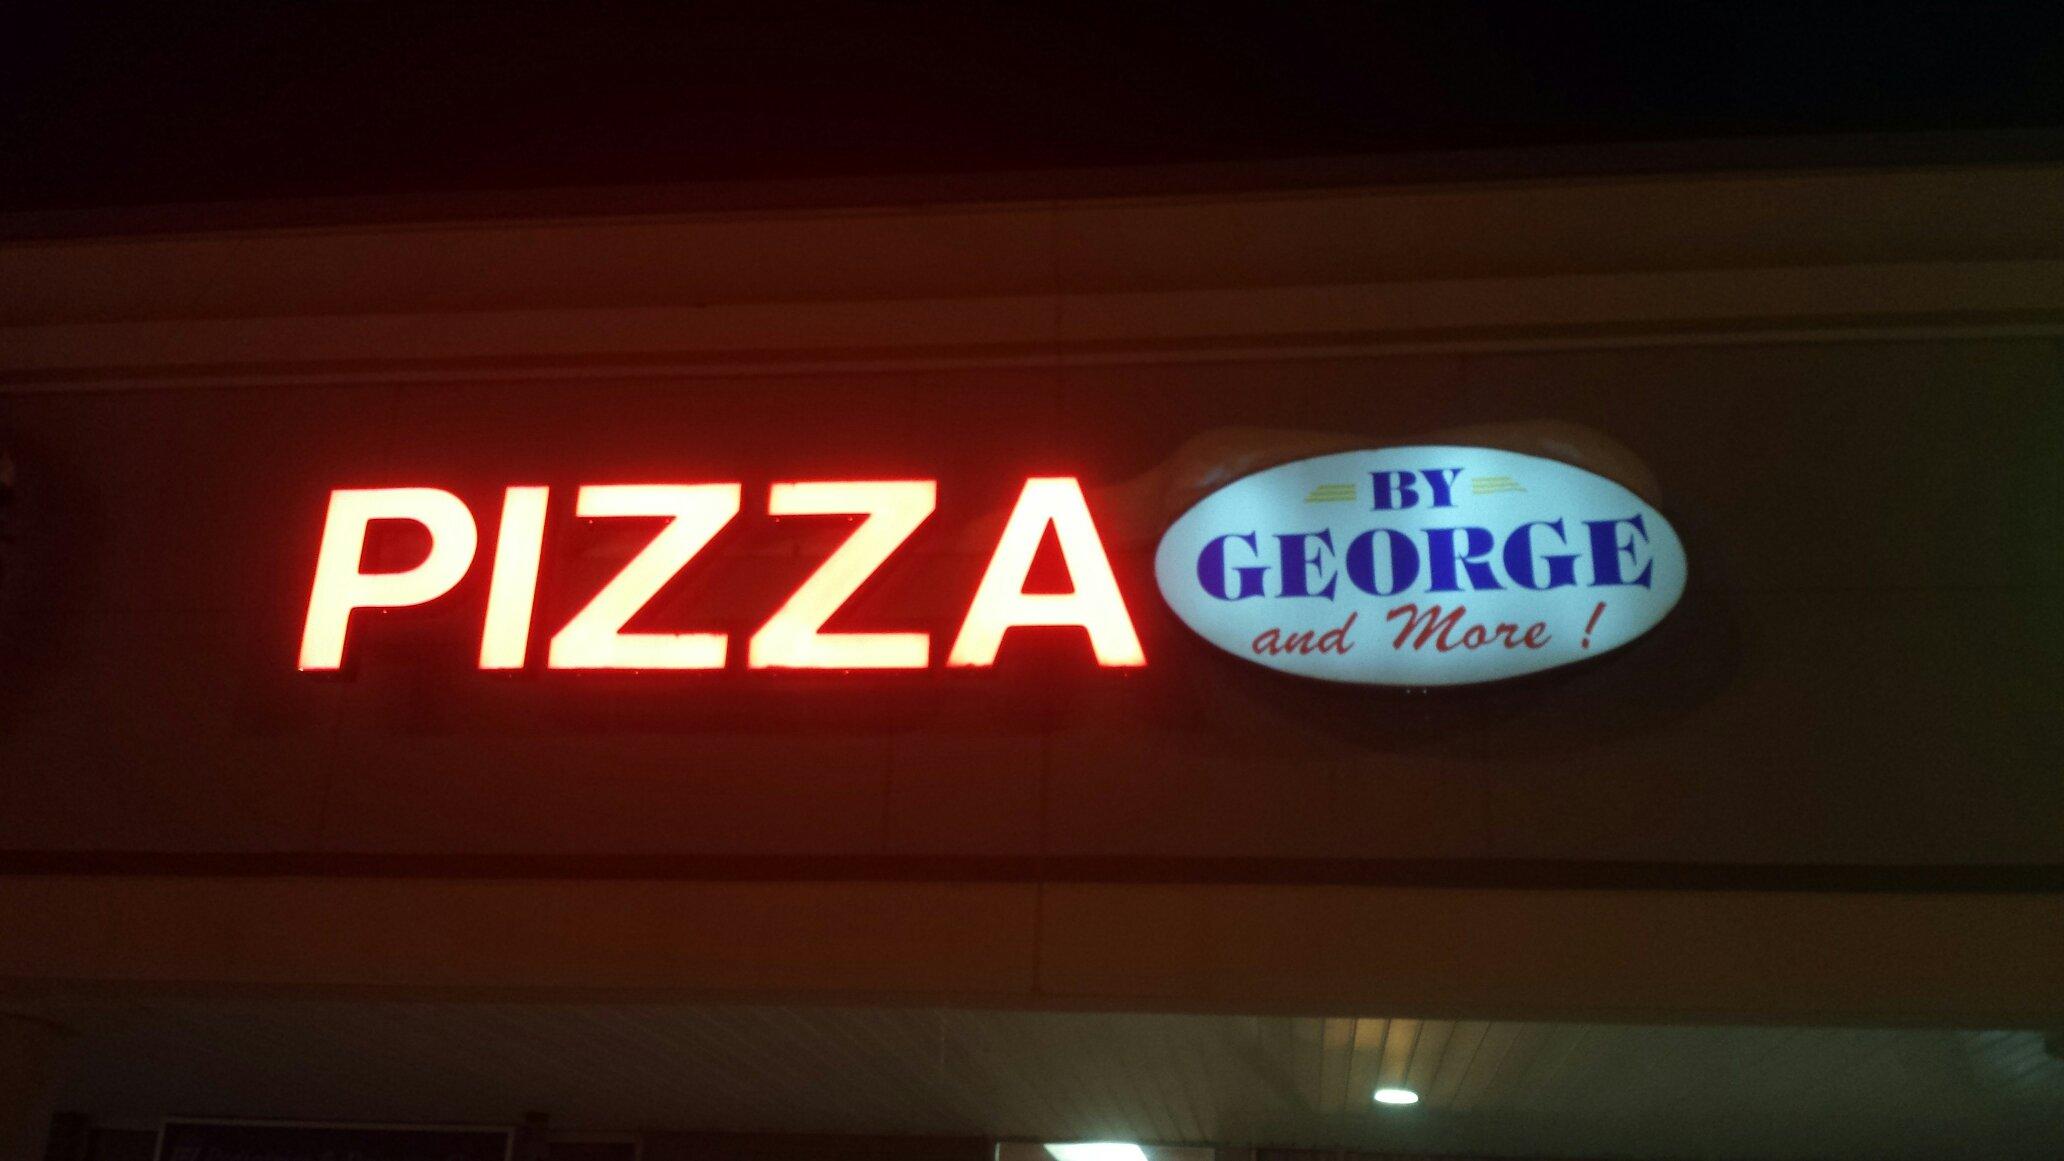 PIZZA
BY
GEORGE
and More !